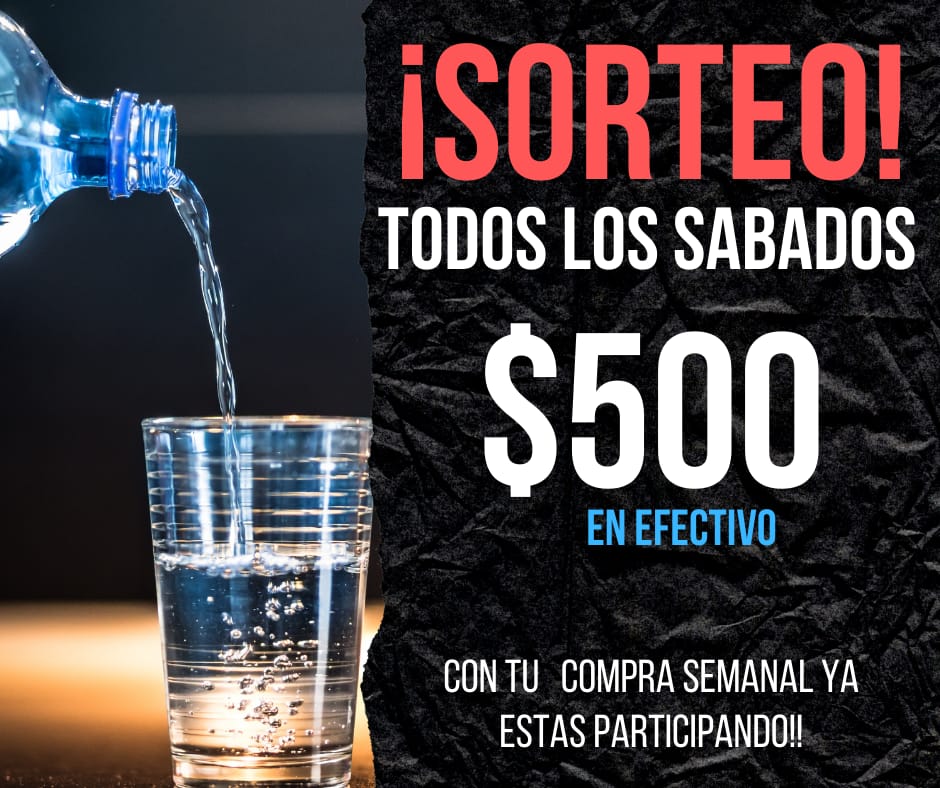 ¡SORTEO!
TODOS LOS SABADOS
$500
EN EFECTIVO
CON TU COMPRA SEMANAL YA
ESTAS PARTICIPANDO!!